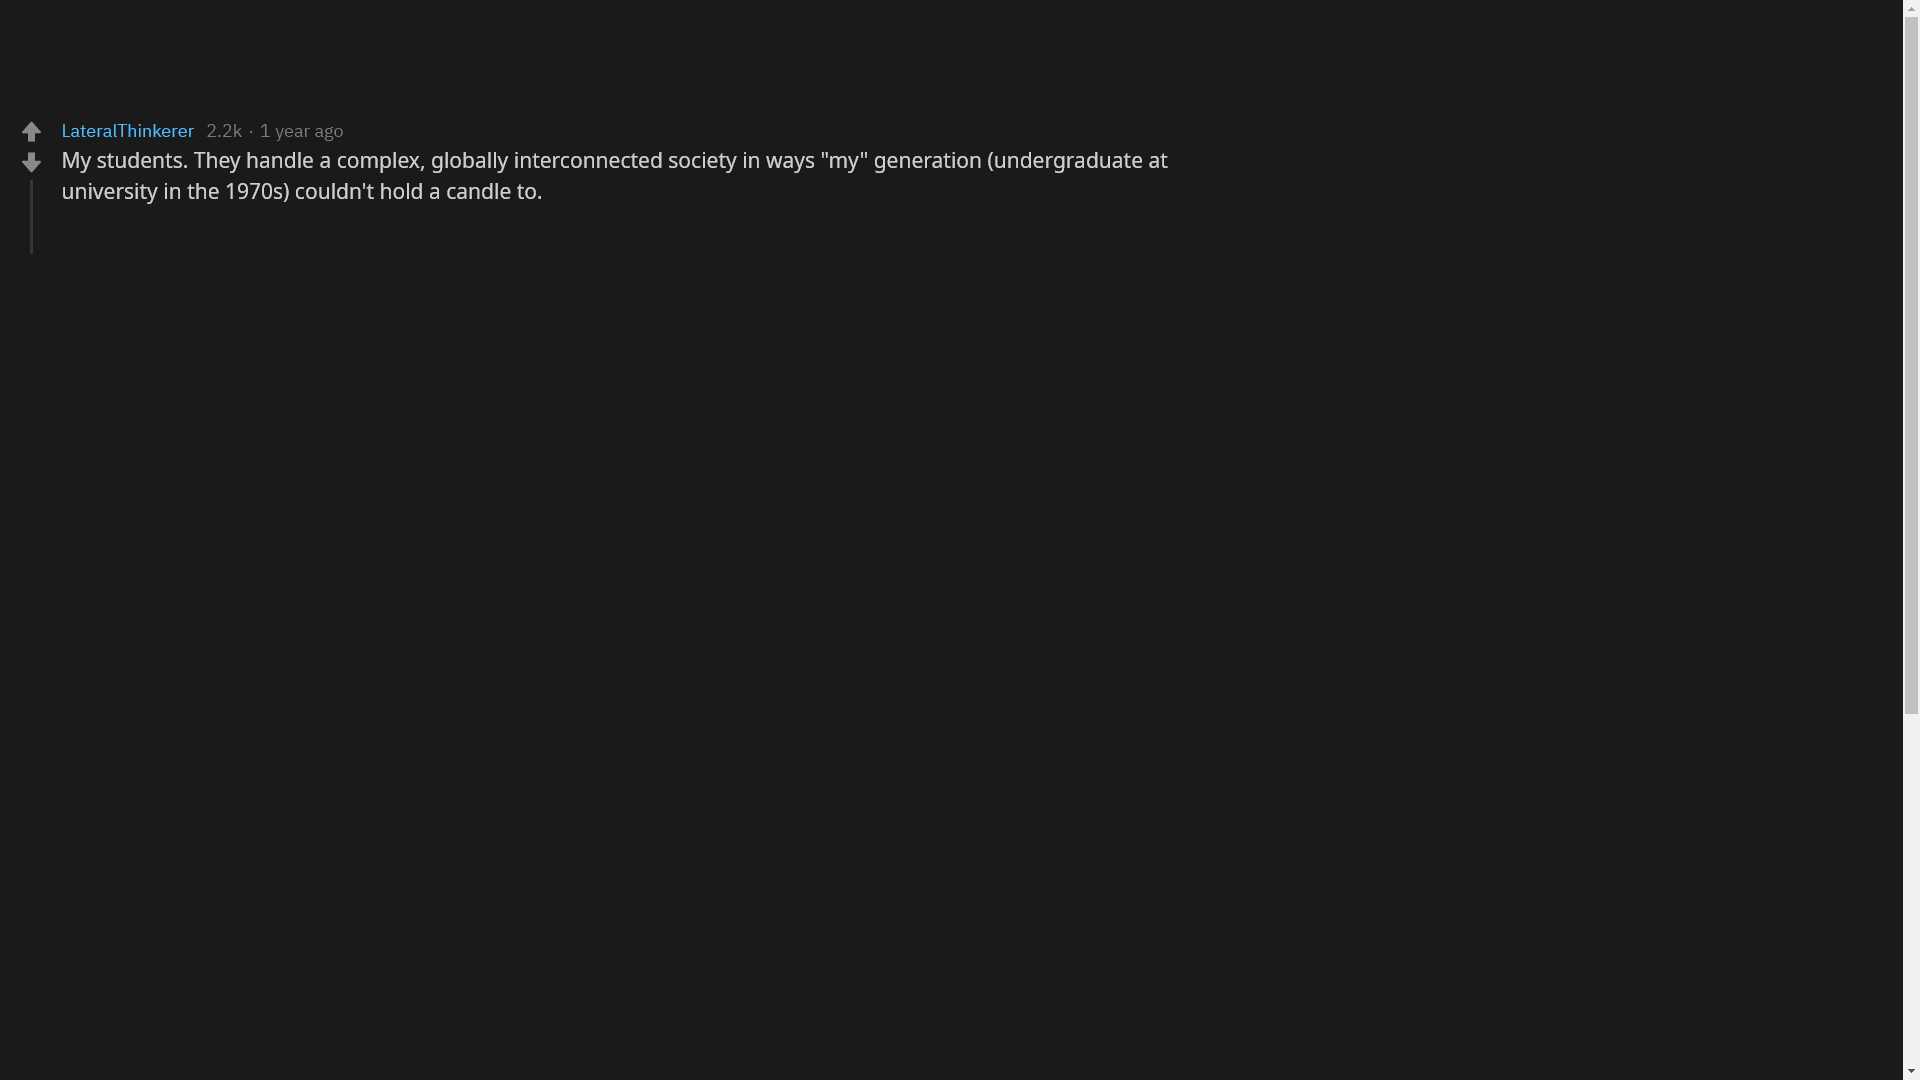 LateralThinkerer 2.2k · 1 year ago
My students. They handle a complex, globally interconnected society in ways "my" generation (undergraduate at
university in the 1970s) couldn't hold a candle to.